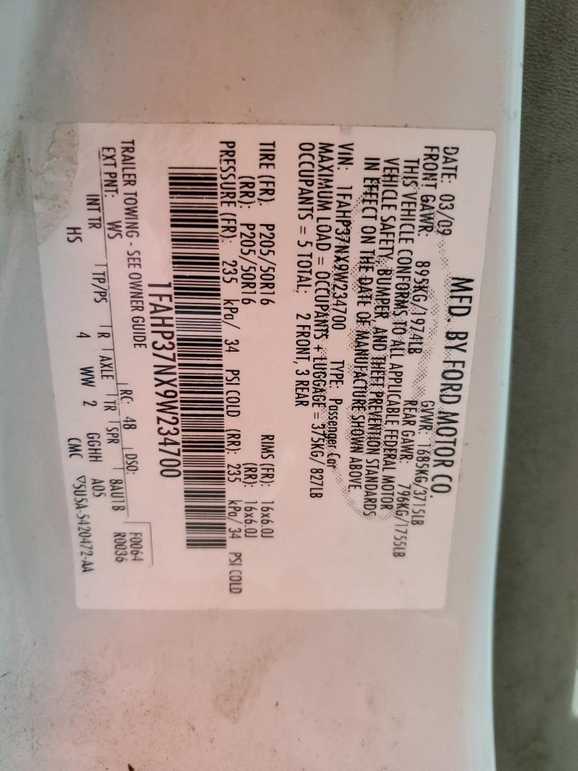 MFD. BY FORD MOTOR CO
DATE: 03/09 GVWR: 1685KG/3715LB
FRONT GAWR: 895KG/1974LB REAR GAWR: 796KG/1755LB
THIS VEHICLE CONFORMS TO ALL APPLICABLE FEDERAL MOTOR
VEHICLE SAFETY, BUMPER, AND THEFT PREVENTION STANDARDS
IN EFFECT ON THE DATE OF MANUFACTURE SHOWN ABOVE
VIN: 1FAHP37NX9W234700 TYPE: Passenger Car
MAXIMUM LOAD = OCCUPANTS + LUGGAGE = 375KG/ 827LB
OCCUPANTS = 5 TOTAL: 2 FRONT, 3 REAR
TIRE (FR): P205/50R16 RIMS (FR): 16x6.0J
(RR): P205/50R16 (RR): 16x6.0J
PRESSURE (FR): 235 kPa/ 34 PSI COLD (RR): 235 kPa/ 34 PSI COLD
1FAHP37NX9W234700
TRAILER TOWING - SEE OWNER GUIDE F0064
EXT PNT: WS RC: 48 DSO: R0036
INT TR TP/PS R AXLE TR SPR BAU1B
HS 4 WW 2 GGHH A05
CMC 5USA-5420472-AA